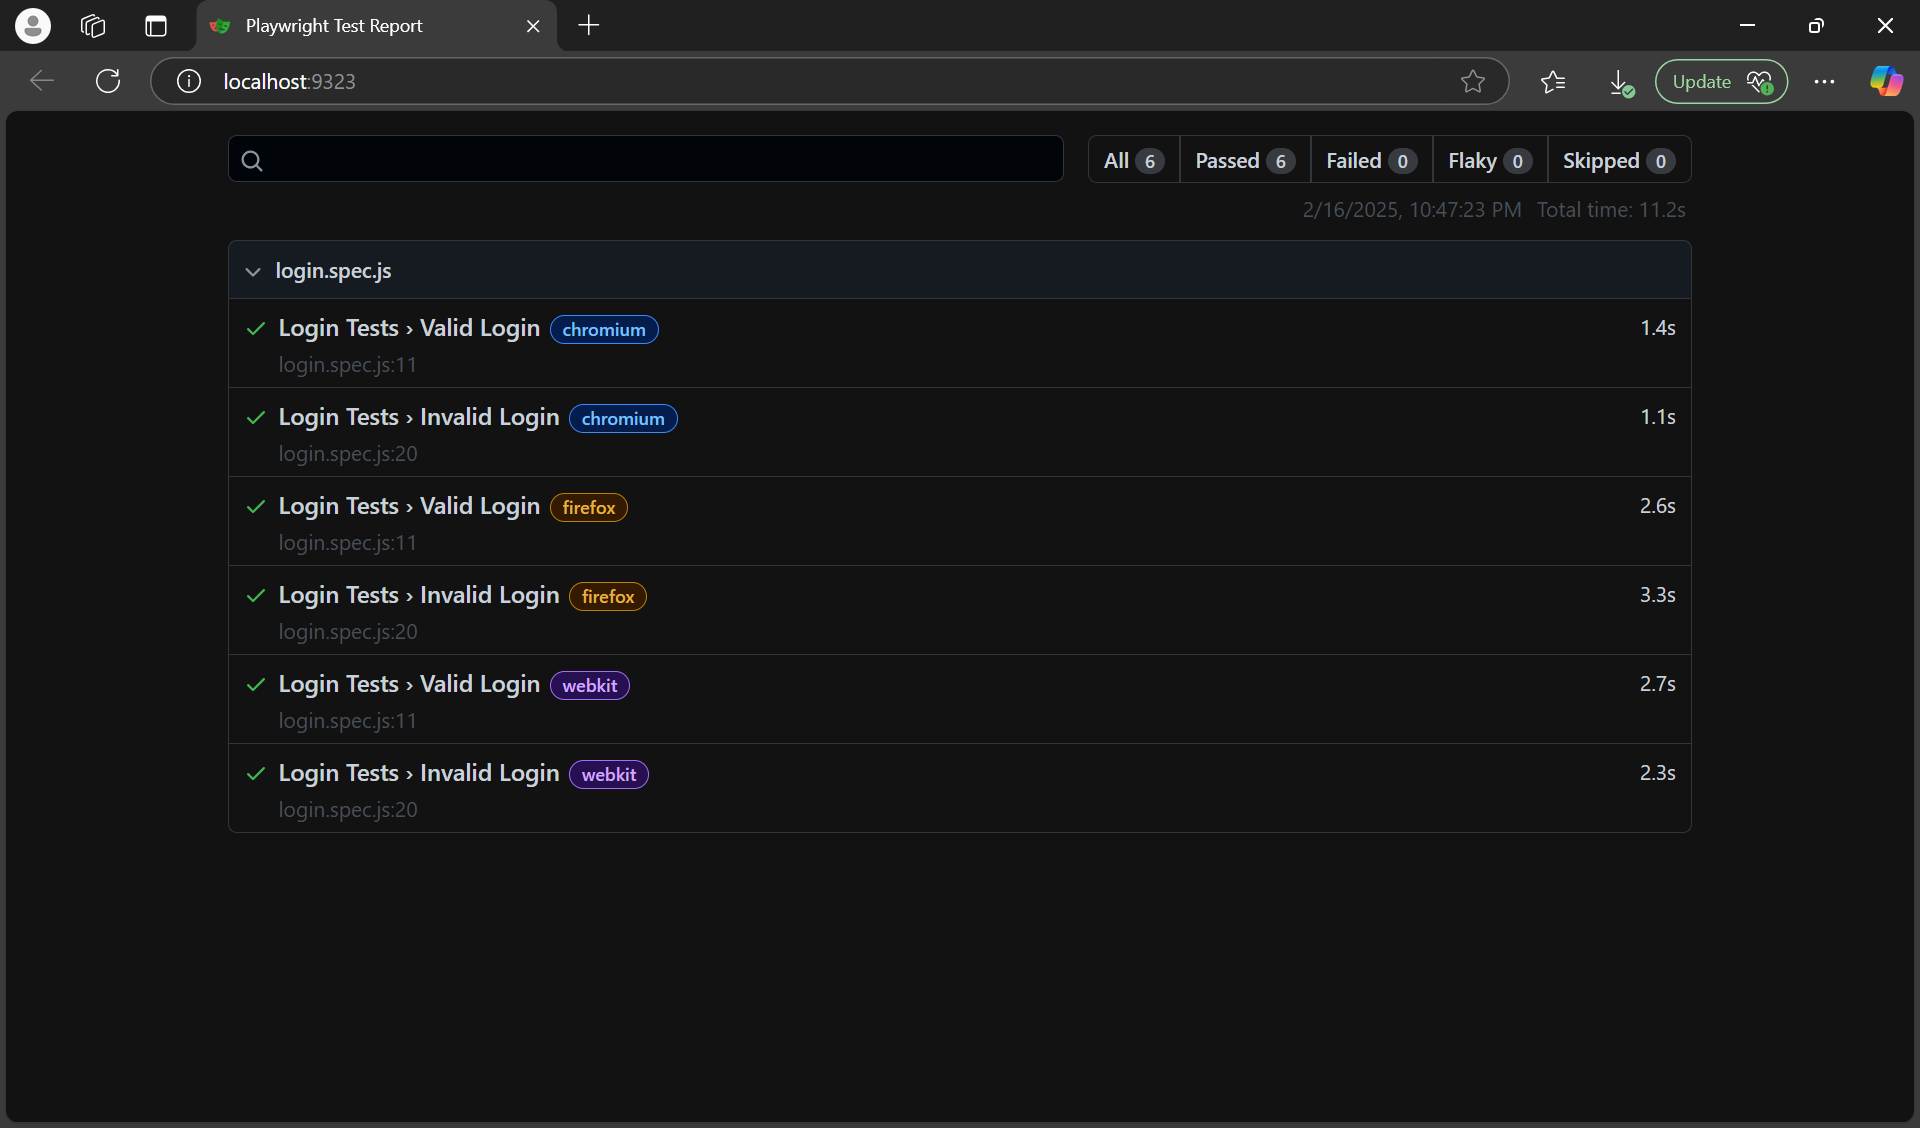 Playwright Test Report
localhost:9323
Update
All 6 Passed 6 Failed 0 Flaky 0 Skipped 0
2/16/2025, 10:47:23 PM Total time: 11.2s
login.spec.js
Login Tests › Valid Login chromium 1.4s
login.spec.js:11
Login Tests › Invalid Login chromium 1.1s
login.spec.js:20
Login Tests › Valid Login firefox 2.6s
login.spec.js:11
Login Tests › Invalid Login firefox 3.3s
login.spec.js:20
Login Tests › Valid Login webkit 2.7s
login.spec.js:11
Login Tests › Invalid Login webkit 2.3s
login.spec.js:20